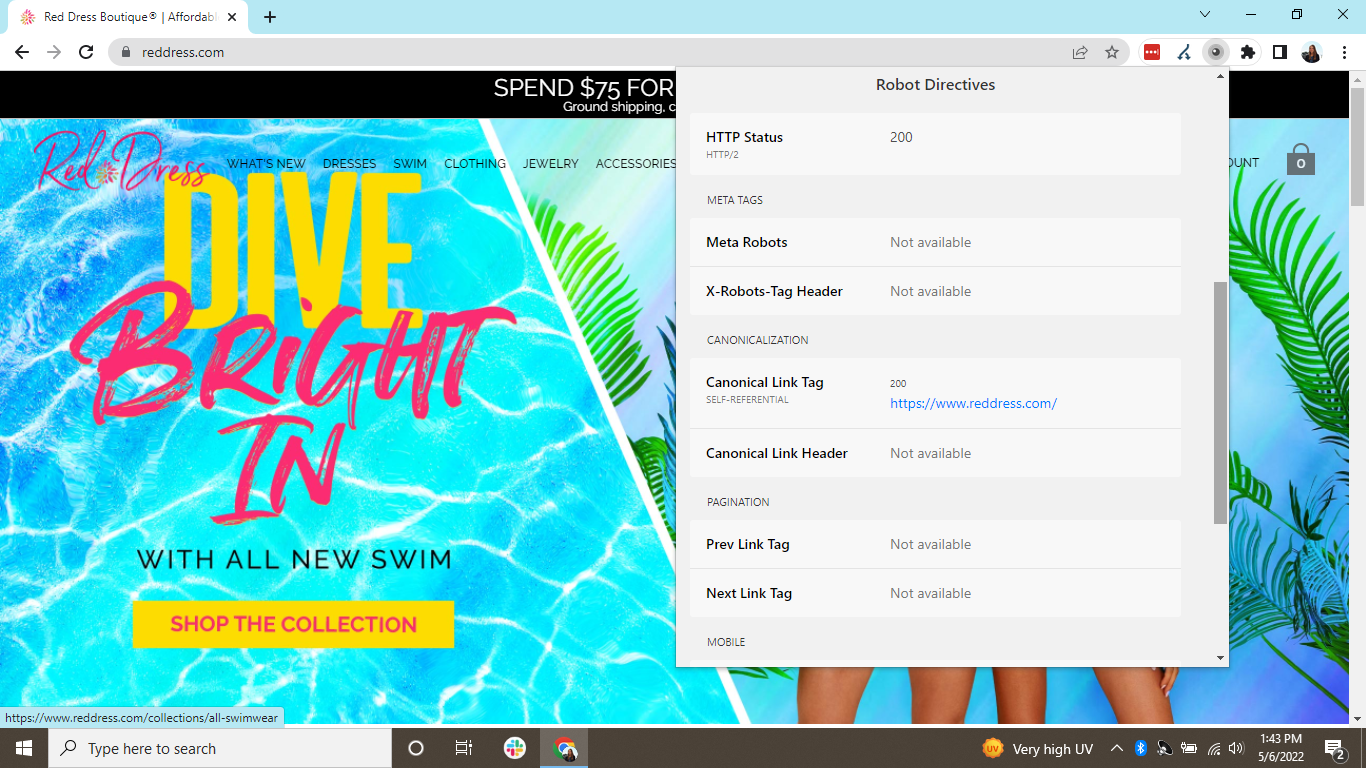 Red Dress Boutique® | Affordabl
reddress.com
SPEND $75 FOR
Ground shipping, c
Red Dress
WHAT'S NEW DRESSES SWIM CLOTHING JEWELRY ACCESSORIES
OUNT
0
DIVE
BRIGHT
IN
WITH ALL NEW SWIM
SHOP THE COLLECTION
Robot Directives
HTTP Status 200
HTTP/2
META TAGS
Meta Robots Not available
X-Robots-Tag Header Not available
CANONICALIZATION
Canonical Link Tag 200
SELF-REFERENTIAL https://www.reddress.com/
Canonical Link Header Not available
PAGINATION
Prev Link Tag Not available
Next Link Tag Not available
MOBILE
https://www.reddress.com/collections/all-swimwear
Type here to search
UV Very high UV
1:43 PM
5/6/2022
2